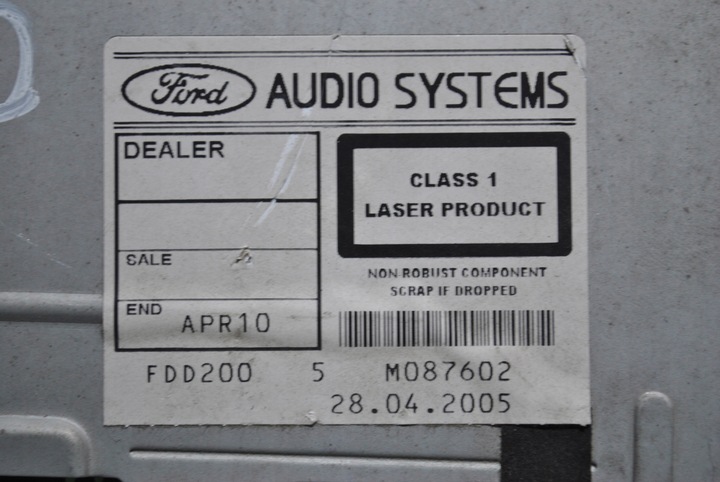 Ford AUDIO SYSTEMS
DEALER
SALE
END APR10
CLASS 1
LASER PRODUCT
NON-ROBUST COMPONENT
SCRAP IF DROPPED
FDD200 5 M087602
28.04.2005